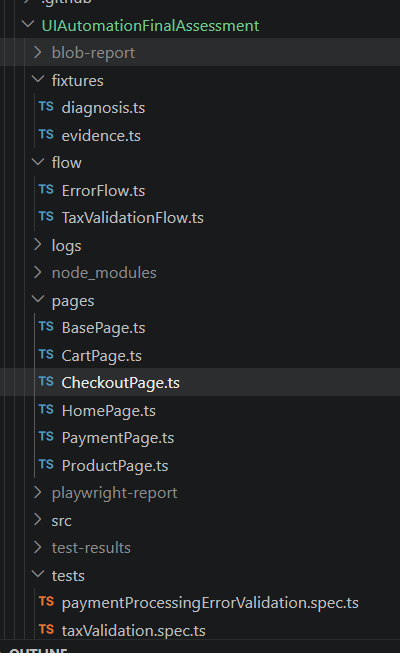 .github
UIAutomationFinalAssessment
blob-report
fixtures
TS diagnosis.ts
TS evidence.ts
flow
TS ErrorFlow.ts
TS TaxValidationFlow.ts
logs
node_modules
pages
TS BasePage.ts
TS CartPage.ts
TS CheckoutPage.ts
TS HomePage.ts
TS PaymentPage.ts
TS ProductPage.ts
playwright-report
src
test-results
tests
TS paymentProcessingErrorValidation.spec.ts
TS taxValidation.spec.ts
OUTLINE